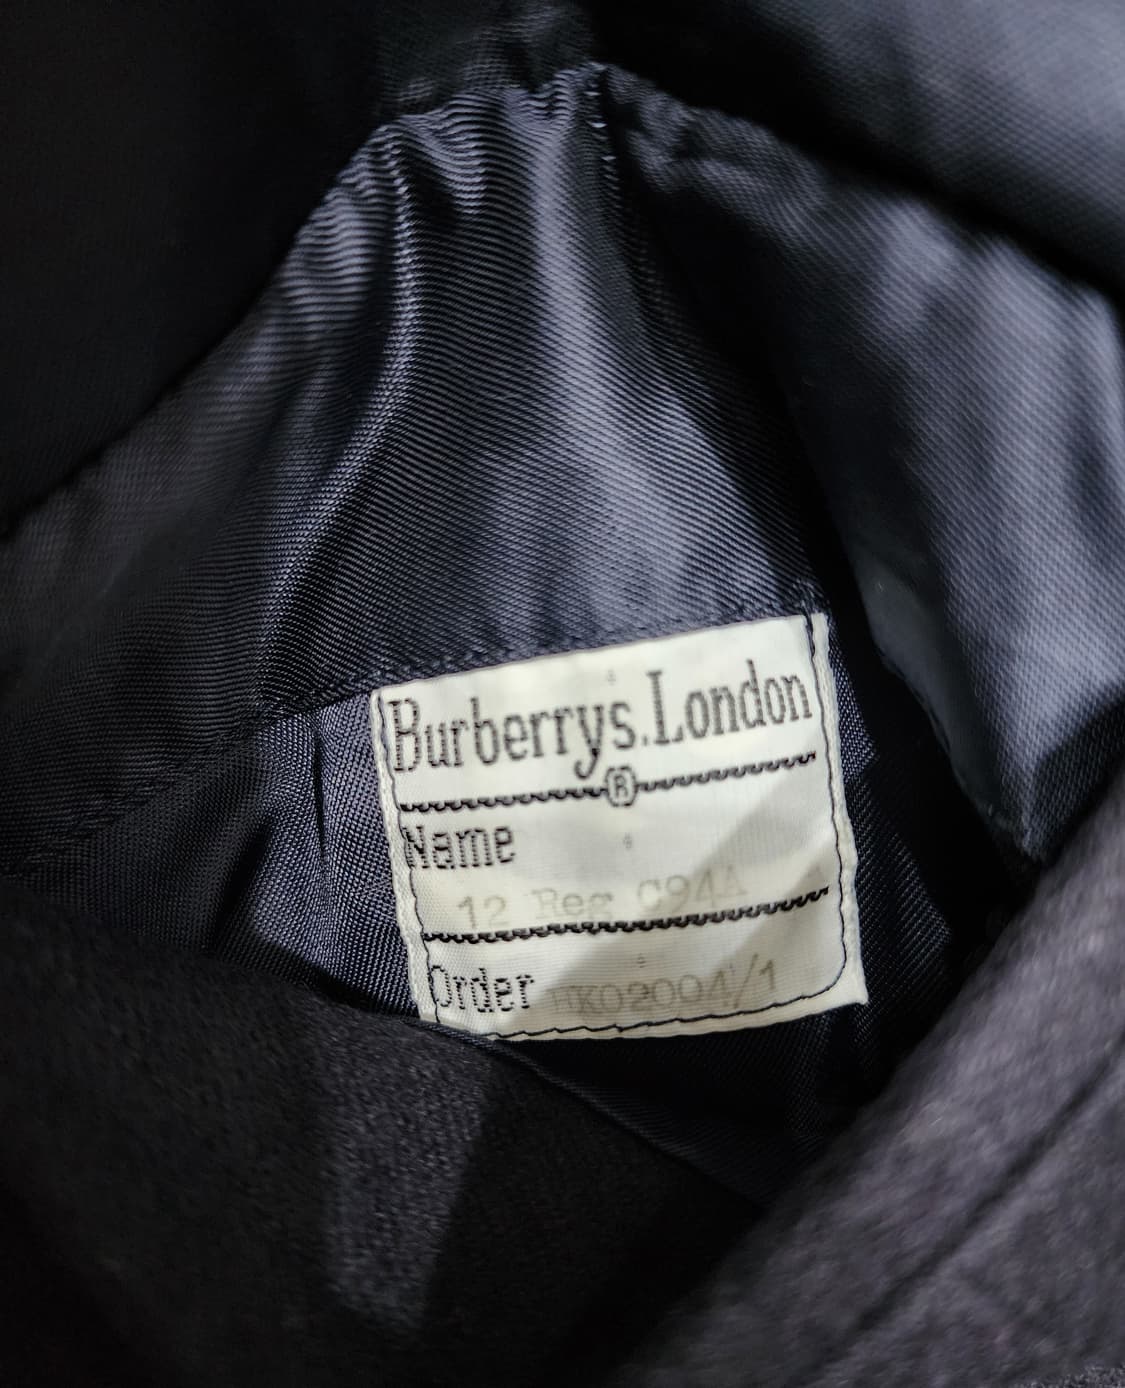 Burberrys.London
®
Name
12 Reg C94A
Order